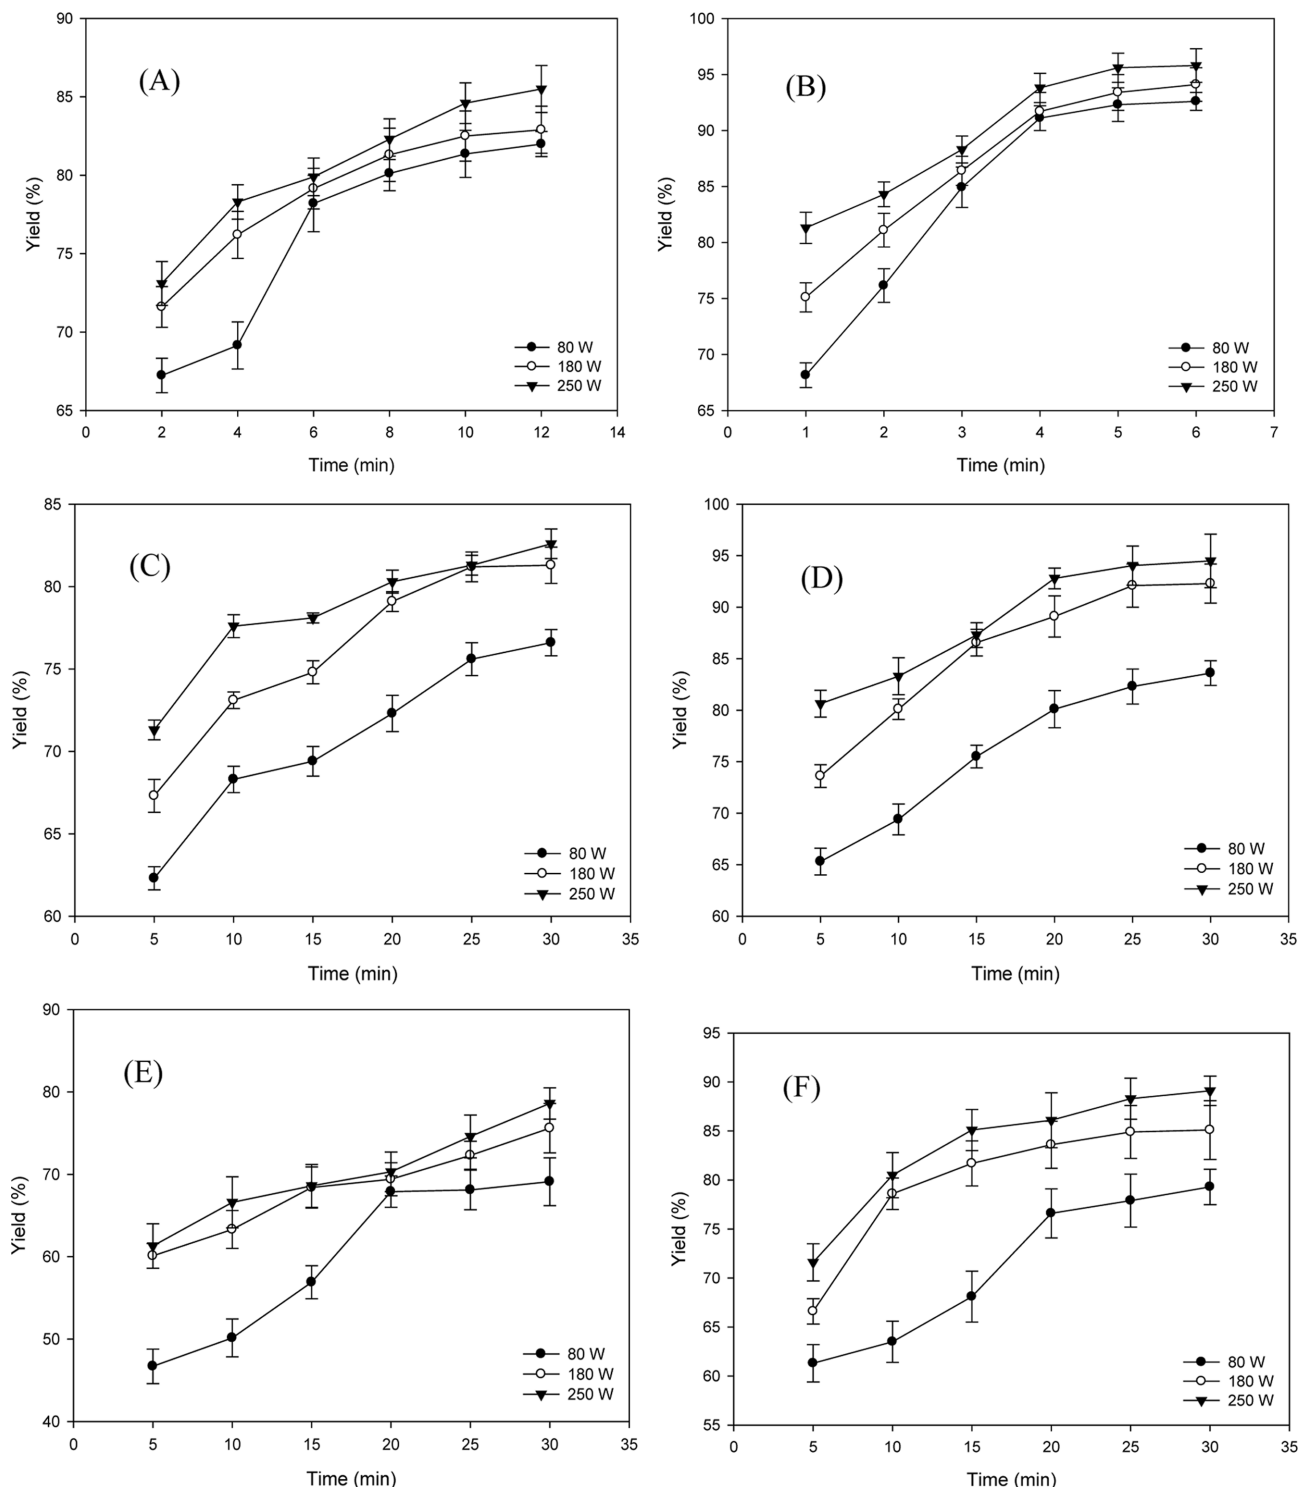 (A)
Yield (%)
90
85
80
75
70
65
0 2 4 6 8 10 12 14
Time (min)
80 W
180 W
250 W
(B)
Yield (%)
100
95
90
85
80
75
70
65
0 1 2 3 4 5 6 7
Time (min)
80 W
180 W
250 W
(C)
Yield (%)
85
80
75
70
65
60
0 5 10 15 20 25 30 35
Time (min)
80 W
180 W
250 W
(D)
Yield (%)
100
95
90
85
80
75
70
65
60
0 5 10 15 20 25 30 35
Time (min)
80 W
180 W
250 W
(E)
Yield (%)
90
80
70
60
50
40
0 5 10 15 20 25 30 35
Time (min)
80 W
180 W
250 W
(F)
Yield (%)
95
90
85
80
75
70
65
60
55
0 5 10 15 20 25 30 35
Time (min)
80 W
180 W
250 W